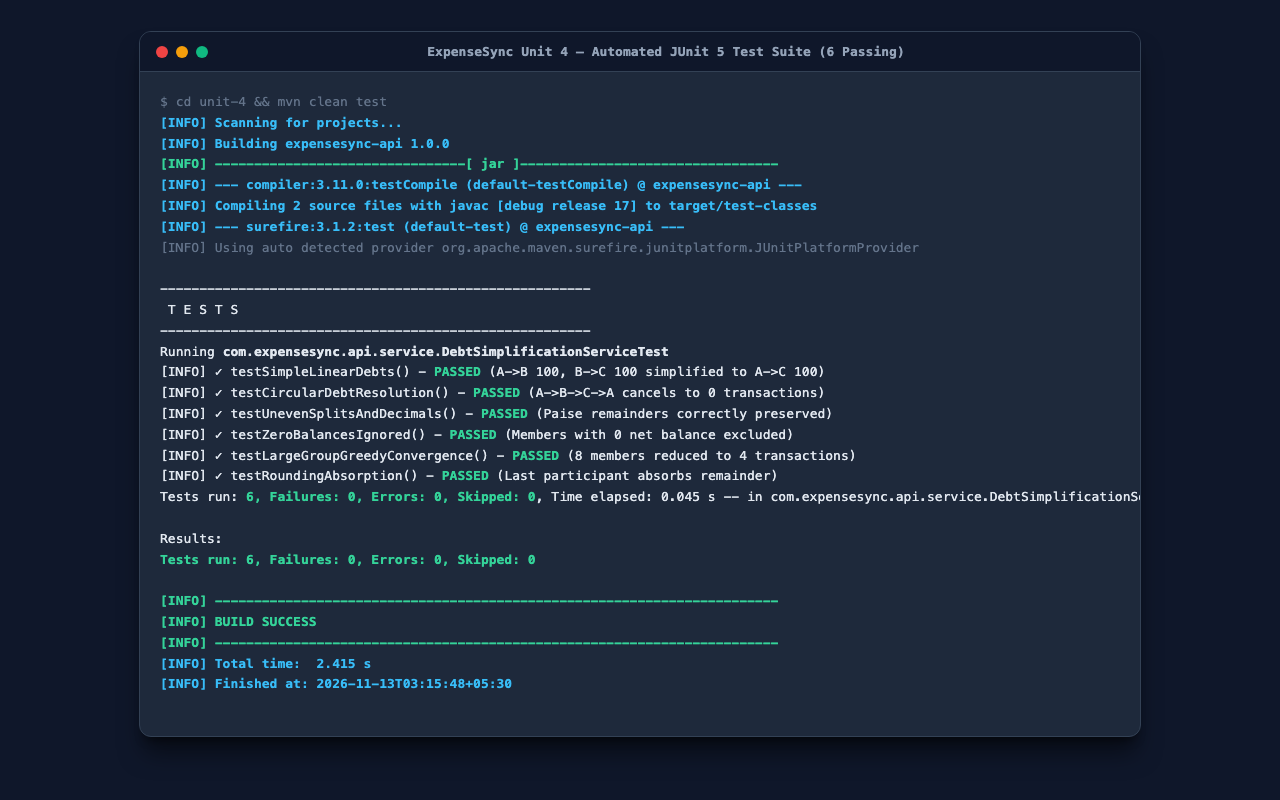 ExpenseSync Unit 4 — Automated JUnit 5 Test Suite (6 Passing)
$ cd unit-4 && mvn clean test
[INFO] Scanning for projects...
[INFO] Building expensesync-api 1.0.0
[INFO] --------------------------------[ jar ]---------------------------------
[INFO] --- compiler:3.11.0:testCompile (default-testCompile) @ expensesync-api ---
[INFO] Compiling 2 source files with javac [debug release 17] to target/test-classes
[INFO] --- surefire:3.1.2:test (default-test) @ expensesync-api ---
[INFO] Using auto detected provider org.apache.maven.surefire.junitplatform.JUnitPlatformProvider
-------------------------------------------------------
T E S T S
-------------------------------------------------------
Running com.expensesync.api.service.DebtSimplificationServiceTest
[INFO] ✓ testSimpleLinearDebts() - PASSED (A->B 100, B->C 100 simplified to A->C 100)
[INFO] ✓ testCircularDebtResolution() - PASSED (A->B->C->A cancels to 0 transactions)
[INFO] ✓ testUnevenSplitsAndDecimals() - PASSED (Paise remainders correctly preserved)
[INFO] ✓ testZeroBalancesIgnored() - PASSED (Members with 0 net balance excluded)
[INFO] ✓ testLargeGroupGreedyConvergence() - PASSED (8 members reduced to 4 transactions)
[INFO] ✓ testRoundingAbsorption() - PASSED (Last participant absorbs remainder)
Tests run: 6, Failures: 0, Errors: 0, Skipped: 0, Time elapsed: 0.045 s -- in com.expensesync.api.service.DebtSimplificationS
Results:
Tests run: 6, Failures: 0, Errors: 0, Skipped: 0
[INFO] ------------------------------------------------------------------------
[INFO] BUILD SUCCESS
[INFO] ------------------------------------------------------------------------
[INFO] Total time:  2.415 s
[INFO] Finished at: 2026-11-13T03:15:48+05:30